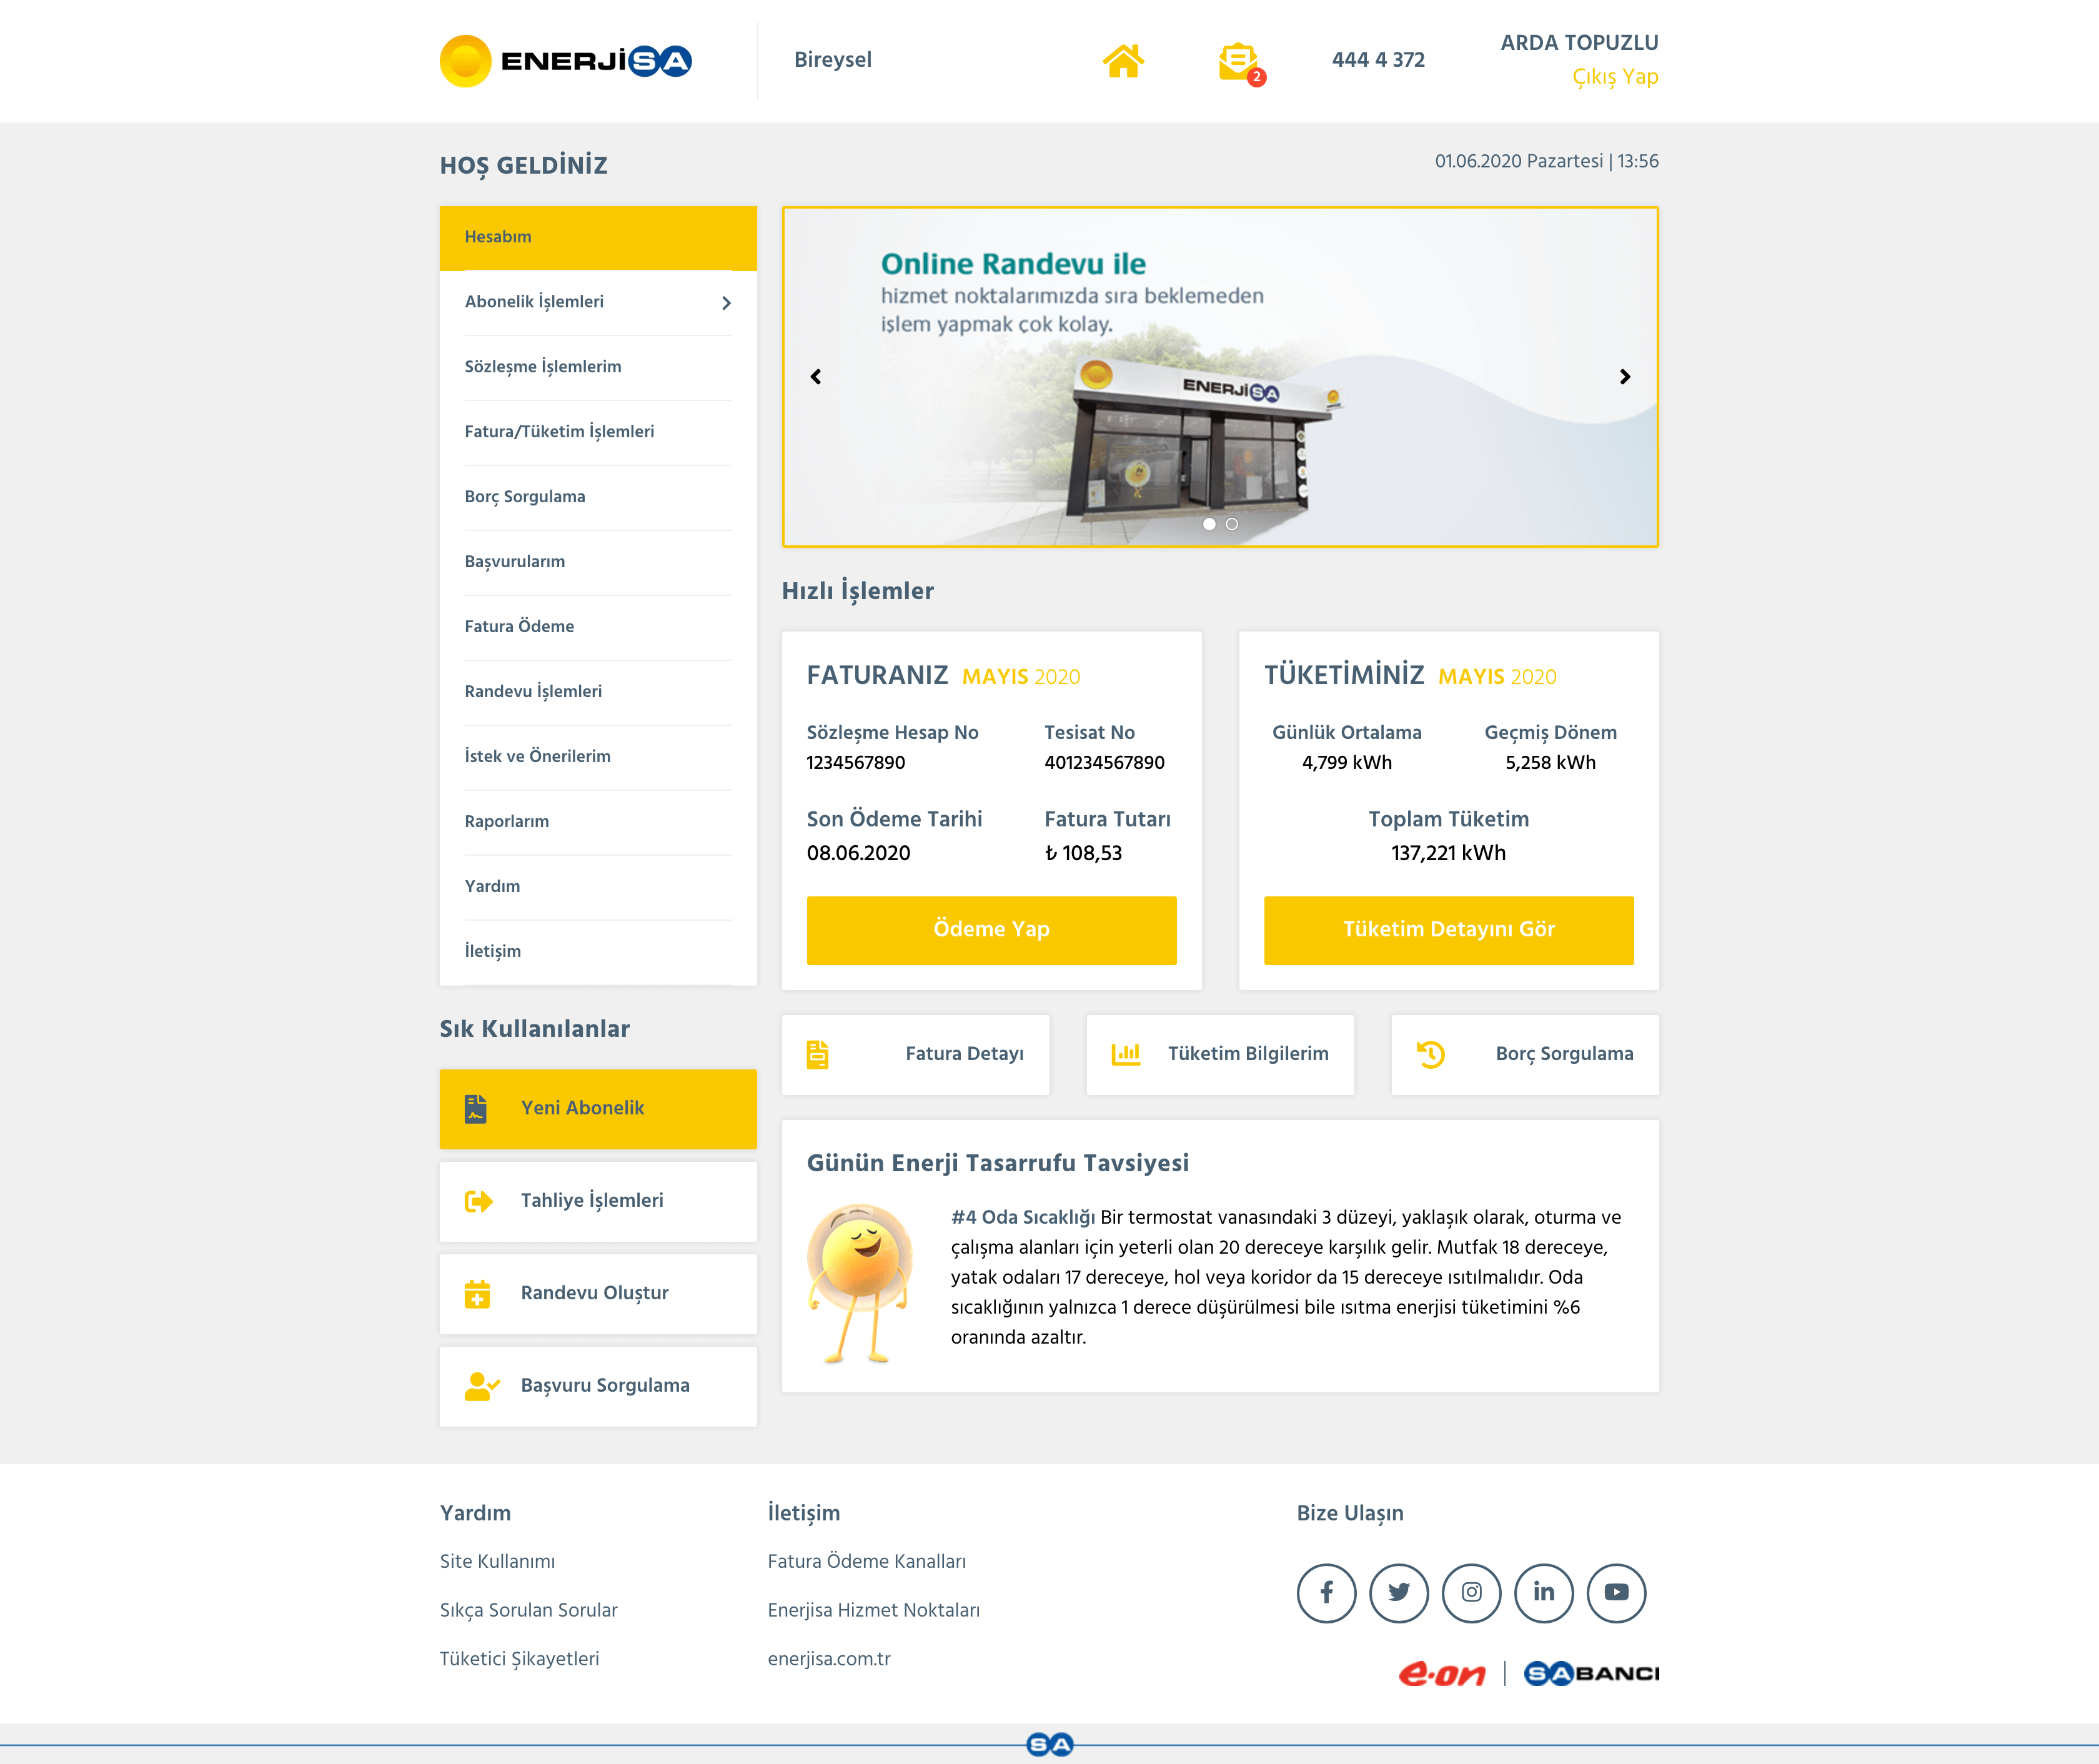 ENERJİSA
Bireysel
2
444 4 372
ARDA TOPUZLU
Çıkış Yap
HOŞ GELDİNİZ
01.06.2020 Pazartesi | 13:56
Hesabım
Abonelik İşlemleri
Sözleşme İşlemlerim
Fatura/Tüketim İşlemleri
Borç Sorgulama
Başvurularım
Fatura Ödeme
Randevu İşlemleri
İstek ve Önerilerim
Raporlarım
Yardım
İletişim
Online Randevu ile
hizmet noktalarımızda sıra beklemeden
işlem yapmak çok kolay.
ENERJİSA
Hızlı İşlemler
FATURANIZ MAYIS 2020
Sözleşme Hesap No Tesisat No
1234567890 401234567890
Son Ödeme Tarihi Fatura Tutarı
08.06.2020 ₺ 108,53
Ödeme Yap
TÜKETİMİNİZ MAYIS 2020
Günlük Ortalama Geçmiş Dönem
4,799 kWh 5,258 kWh
Toplam Tüketim
137,221 kWh
Tüketim Detayını Gör
Fatura Detayı
Tüketim Bilgilerim
Borç Sorgulama
Sık Kullanılanlar
Yeni Abonelik
Tahliye İşlemleri
Randevu Oluştur
Başvuru Sorgulama
Günün Enerji Tasarrufu Tavsiyesi
#4 Oda Sıcaklığı Bir termostat vanasındaki 3 düzeyi, yaklaşık olarak, oturma ve
çalışma alanları için yeterli olan 20 dereceye karşılık gelir. Mutfak 18 dereceye,
yatak odaları 17 dereceye, hol veya koridor da 15 dereceye ısıtılmalıdır. Oda
sıcaklığının yalnızca 1 derece düşürülmesi bile ısıtma enerjisi tüketimini %6
oranında azaltır.
Yardım
Site Kullanımı
Sıkça Sorulan Sorular
Tüketici Şikayetleri
İletişim
Fatura Ödeme Kanalları
Enerjisa Hizmet Noktaları
enerjisa.com.tr
Bize Ulaşın
e·on | SABANCI
SA